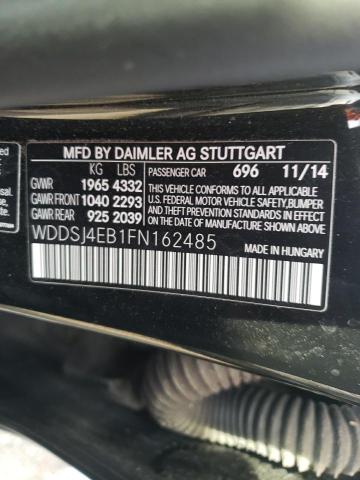 MFD BY DAIMLER AG STUTTGART
KG LBS PASSENGER CAR 696 11/14
GVWR 1965 4332
GAWR FRONT 1040 2293
GAWR REAR 925 2039
THIS VEHICLE CONFORMS TO ALL APPLICABLE
U.S. FEDERAL MOTOR VEHICLE SAFETY, BUMPER
AND THEFT PREVENTION STANDARDS IN EFFECT
ON THE DATE OF MANUFACTURE SHOWN ABOVE
WDDSJ4EB1FN162485
MADE IN HUNGARY